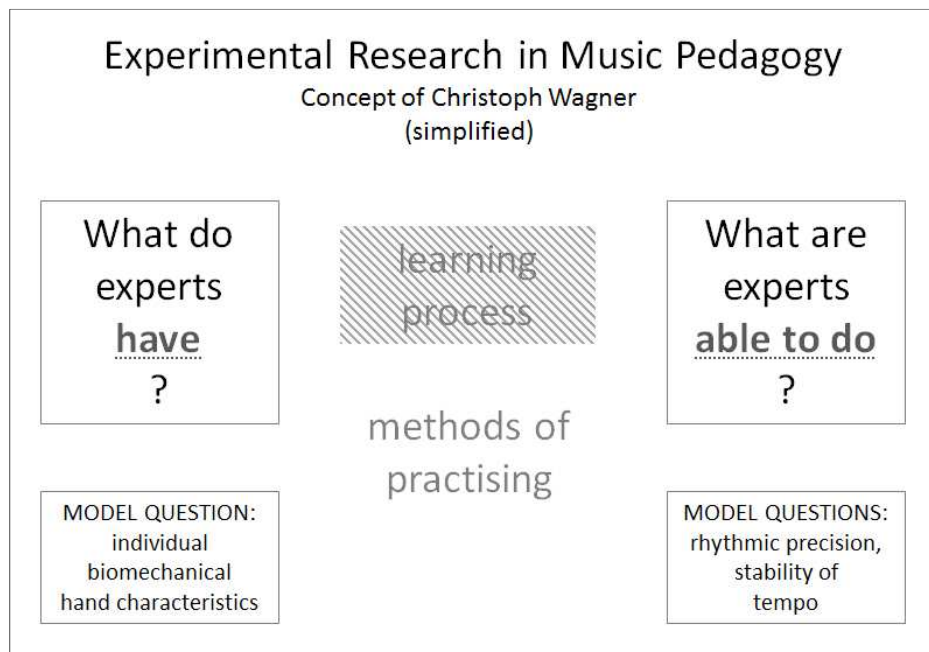 Experimental Research in Music Pedagogy
Concept of Christoph Wagner
(simplified)
What do
experts
have
?
learning
process
methods of
practising
What are
experts
able to do
?
MODEL QUESTION:
individual
biomechanical
hand characteristics
MODEL QUESTIONS:
rhythmic precision,
stability of
tempo